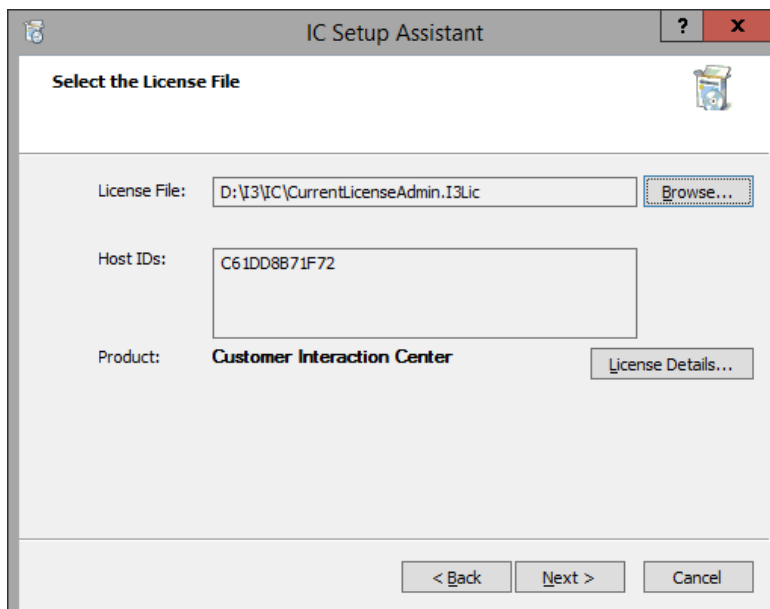 IC Setup Assistant
?
x
Select the License File
License File:
D:\I3\IC\CurrentLicenseAdmin.I3Lic
Browse...
Host IDs:
C61DD8B71F72
Product:
Customer Interaction Center
License Details...
< Back
Next >
Cancel